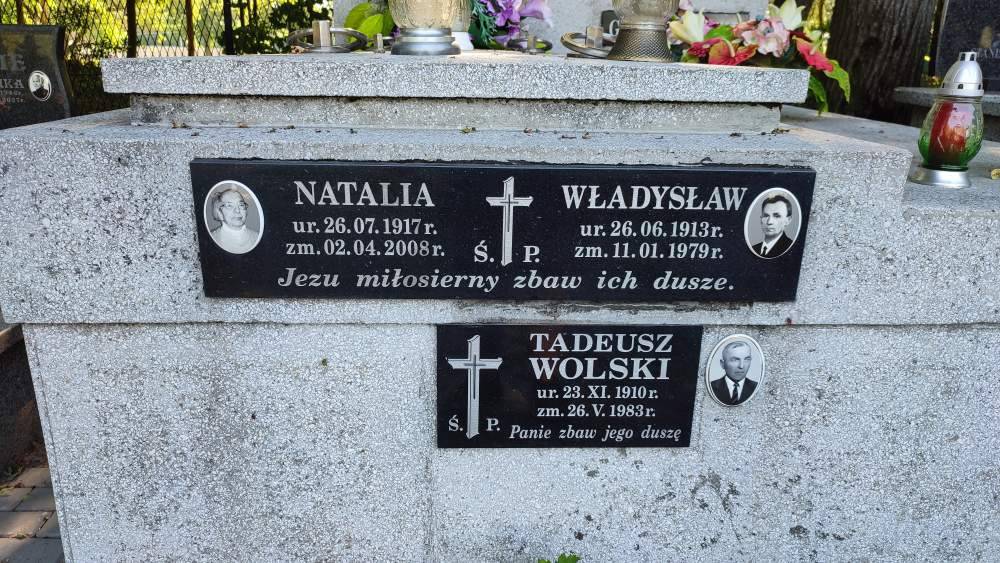 NATALIA
ur. 26.07.1917 r.
zm. 02.04.2008 r.
Ś. P.
WŁADYSŁAW
ur. 26.06.1913 r.
zm. 11.01.1979 r.
Jezu miłosierny zbaw ich dusze.
TADEUSZ
WOLSKI
ur. 23. XI. 1910 r.
zm. 26. V. 1983 r.
Ś. P.
Panie zbaw jego duszę